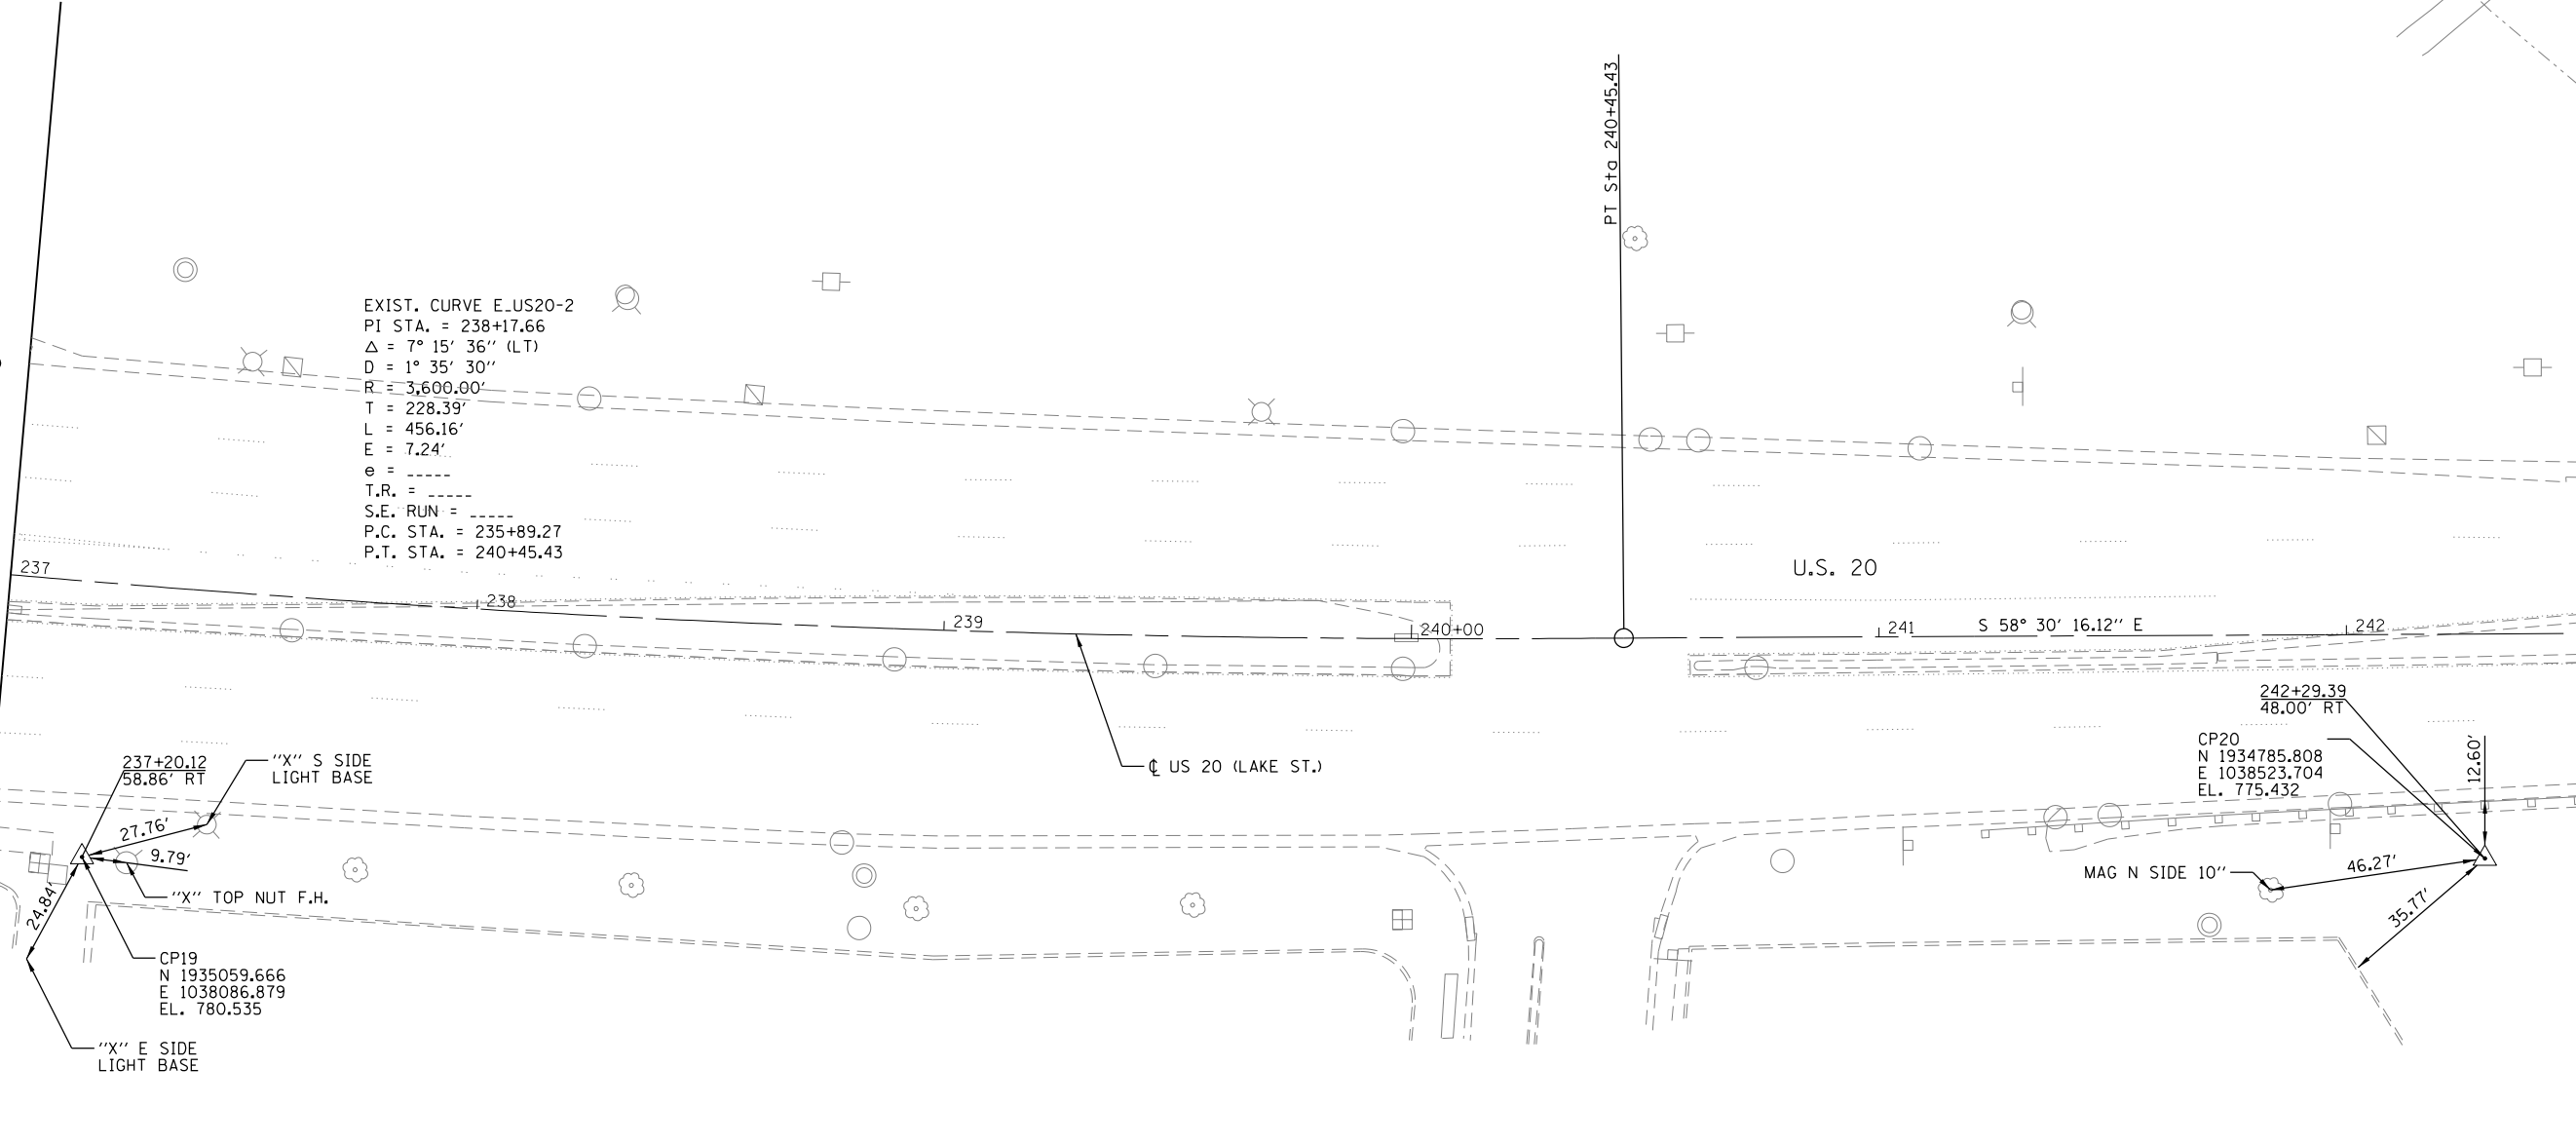 PT Sta 240+45.43
EXIST. CURVE E_US20-2
PI STA. = 238+17.66
Δ = 7° 15' 36'' (LT)
D = 1° 35' 30''
R = 3,600.00'
T = 228.39'
L = 456.16'
E = 7.24'
e = _____
T.R. = _____
S.E. RUN = _____
P.C. STA. = 235+89.27
P.T. STA. = 240+45.43
U.S. 20
237
238
239
240+00
241
S 58° 30' 16.12'' E
242
242+29.39
48.00' RT
CP20
N 1934785.808
E 1038523.704
EL. 775.432
12.60'
237+20.12
58.86' RT
''X'' S SIDE
LIGHT BASE
℄ US 20 (LAKE ST.)
27.76'
9.79'
24.84'
''X'' TOP NUT F.H.
MAG N SIDE 10''
46.27'
35.77'
CP19
N 1935059.666
E 1038086.879
EL. 780.535
''X'' E SIDE
LIGHT BASE